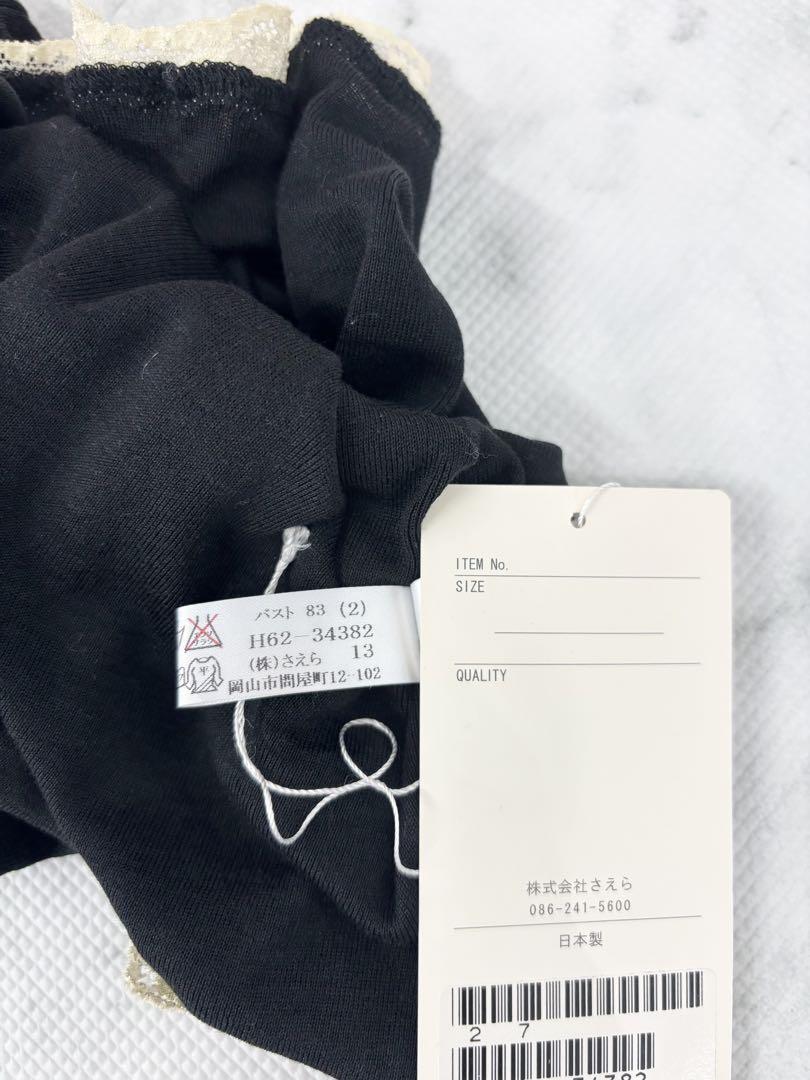 バスト 83 (2)
H62-34382
(株)さえら 13
岡山市問屋町12-102
平
ITEM No.
SIZE
QUALITY
株式会社さえら
086-241-5600
日本製
2 7